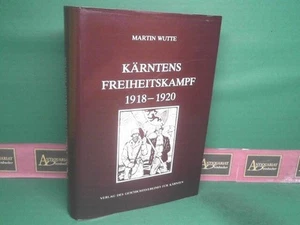 MARTIN WUTTE
KÄRNTENS
FREIHEITSKAMPF
1918-1920
VERLAG DES GESCHICHTSVEREINES FÜR KÄRNTEN